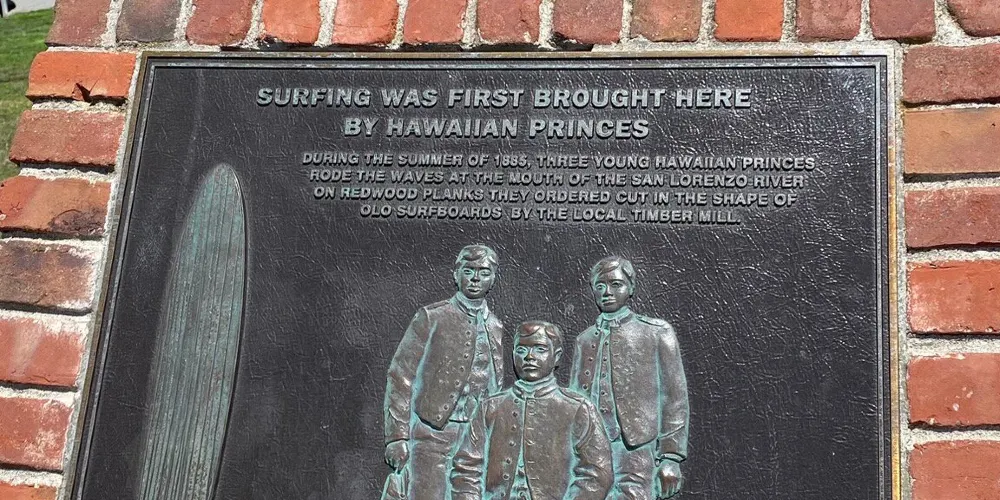 SURFING WAS FIRST BROUGHT HERE
BY HAWAIIAN PRINCES
DURING THE SUMMER OF 1885, THREE YOUNG HAWAIIAN PRINCES
RODE THE WAVES AT THE MOUTH OF THE SAN LORENZO RIVER
ON REDWOOD PLANKS THEY ORDERED CUT IN THE SHAPE OF
OLO SURFBOARDS BY THE LOCAL TIMBER MILL.